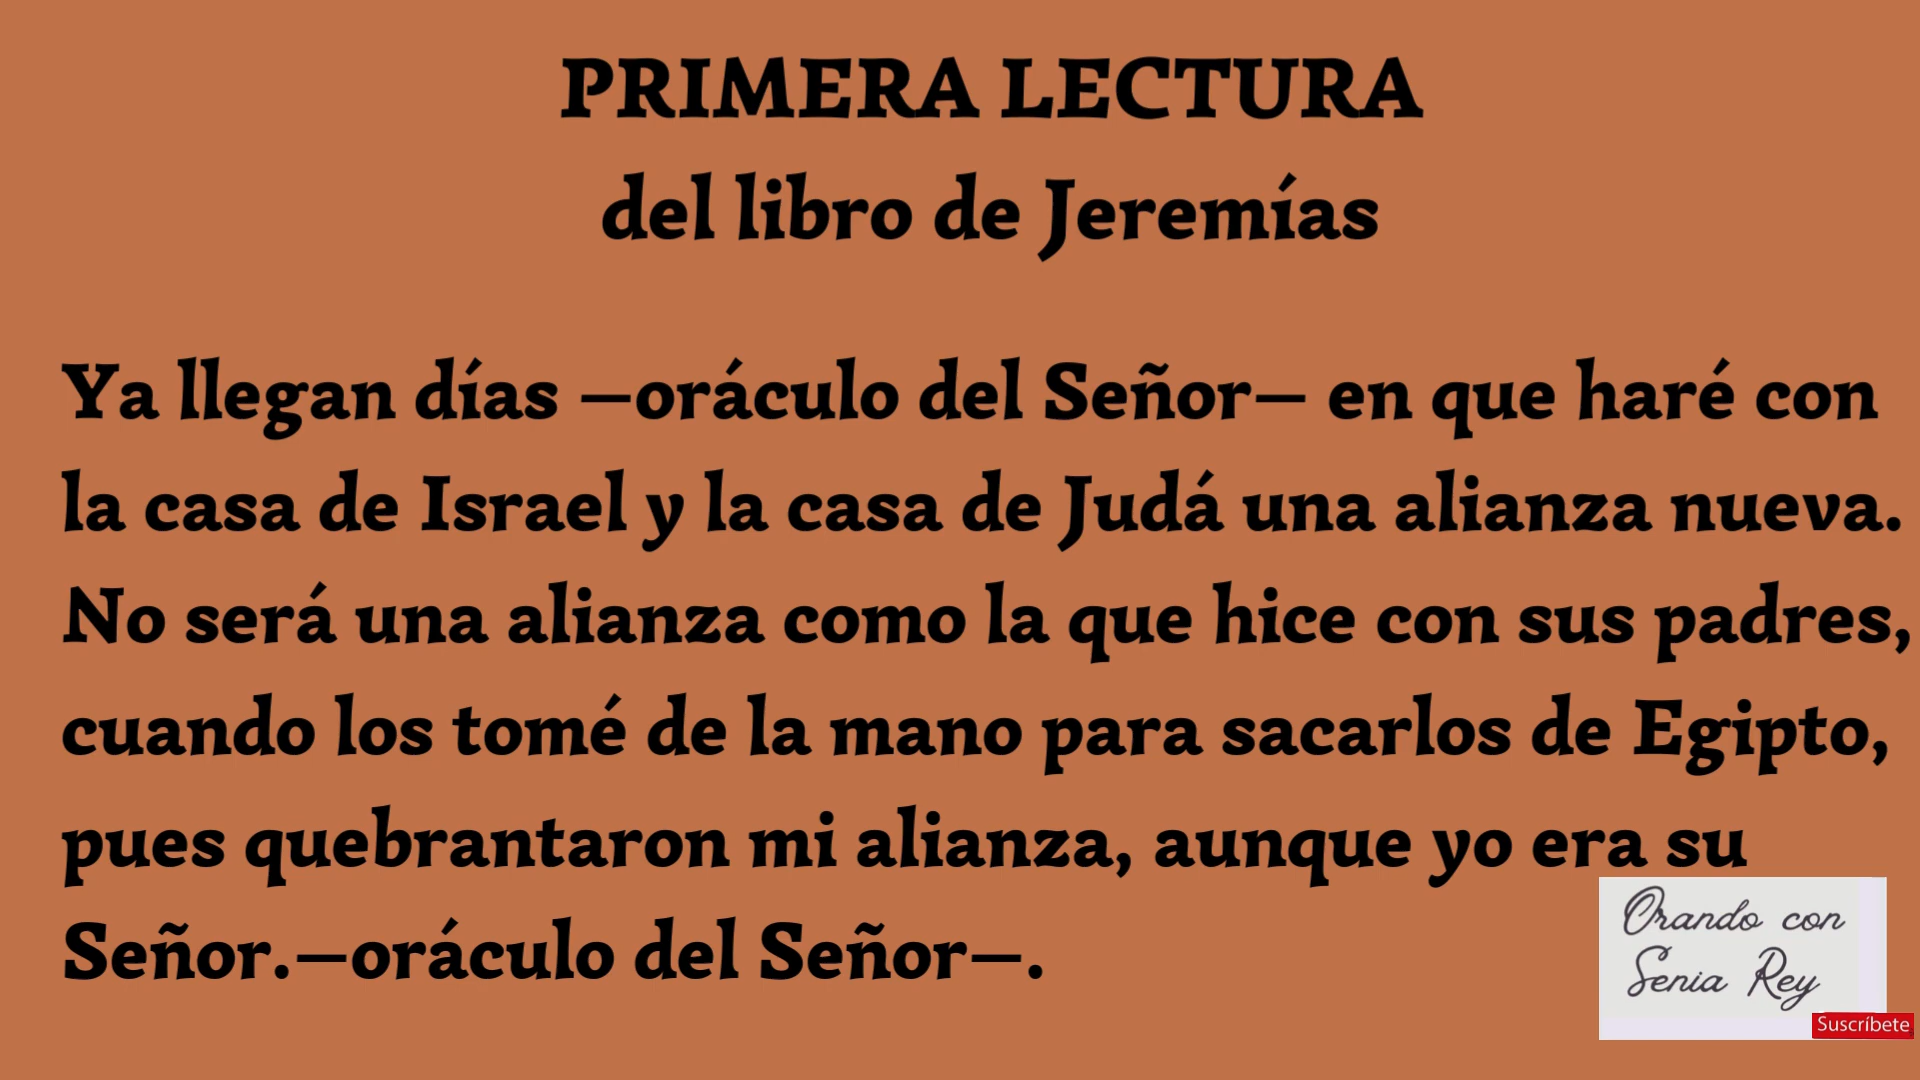 PRIMERA LECTURA
del libro de Jeremías
Ya llegan días —oráculo del Señor— en que haré con
la casa de Israel y la casa de Judá una alianza nueva.
No será una alianza como la que hice con sus padres,
cuando los tomé de la mano para sacarlos de Egipto,
pues quebrantaron mi alianza, aunque yo era su
Señor.—oráculo del Señor—.
Orando con
Senia Rey
Suscríbete